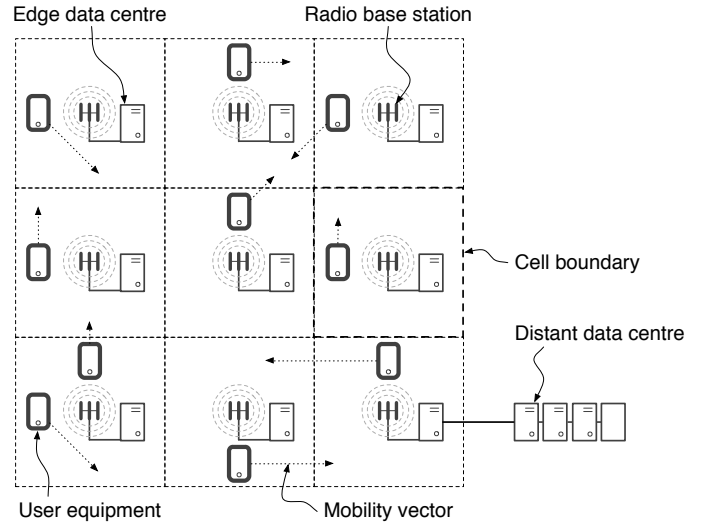 Edge data centre
Radio base station
Cell boundary
Distant data centre
User equipment
Mobility vector